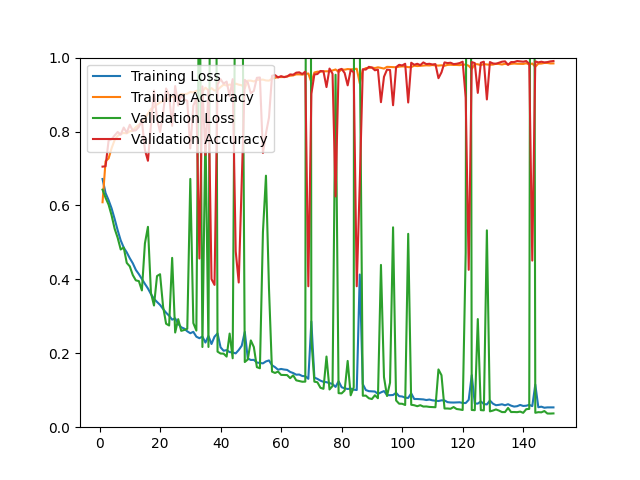 1.0
0.8
0.6
0.4
0.2
0.0
Training Loss
Training Accuracy
Validation Loss
Validation Accuracy
0 20 40 60 80 100 120 140